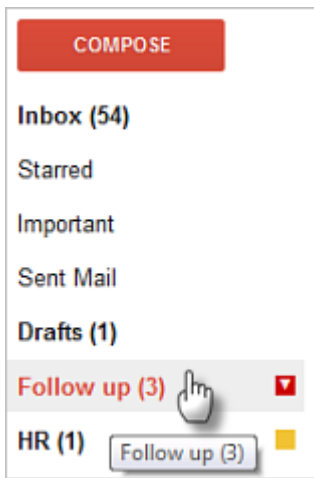 COMPOSE
Inbox (54)
Starred
Important
Sent Mail
Drafts (1)
Follow up (3)
HR (1)
Follow up (3)